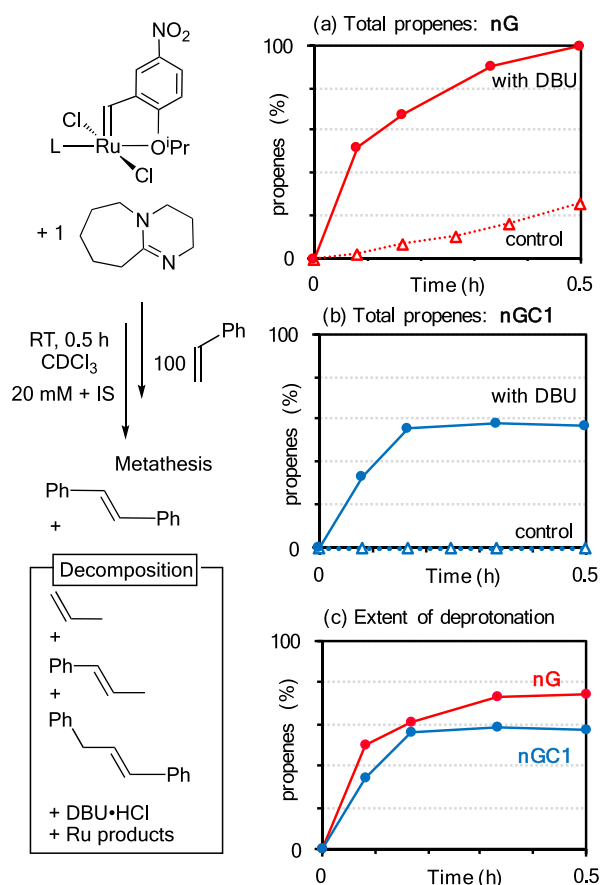 NO₂
Cl
L
Ru
OⁱPr
Cl
+ 1
N
N
RT, 0.5 h
CDCl₃
20 mM + IS
100
Ph
Metathesis
Ph
Ph
+
Decomposition
+
Ph
+
Ph
Ph
+ DBU•HCl
+ Ru products
(a) Total propenes: nG
100
with DBU
propenes (%)
control
0
0
Time (h)
0.5
(b) Total propenes: nGC1
100
with DBU
propenes (%)
control
0
0
Time (h)
0.5
(c) Extent of deprotonation
100
nG
propenes (%)
nGC1
0
0
Time (h)
0.5